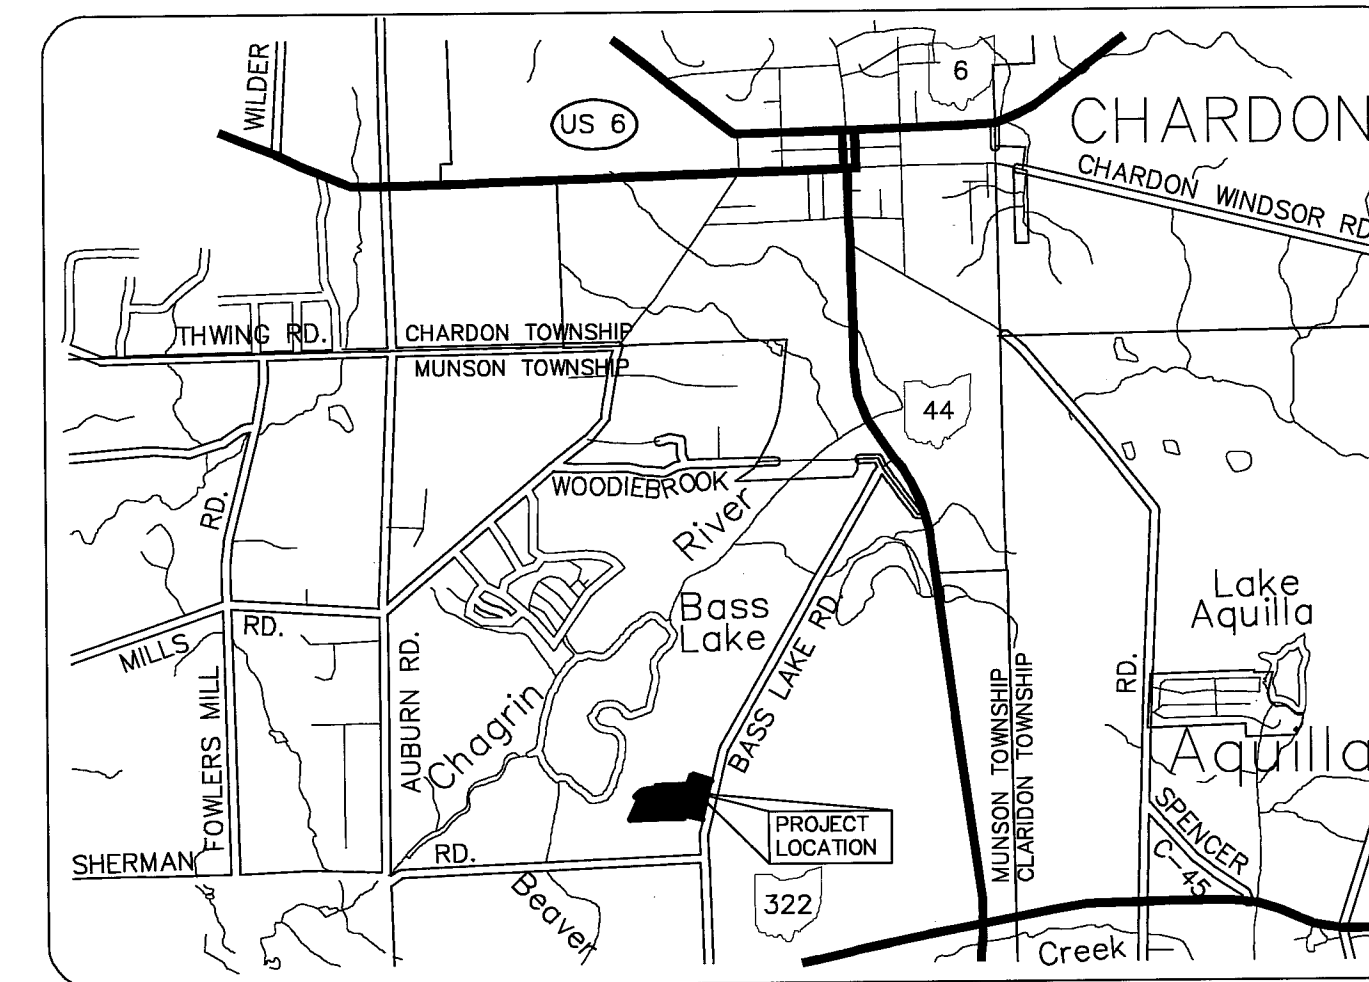 WILDER
US 6
6
CHARDON
CHARDON WINDSOR RD
THWING RD.
CHARDON TOWNSHIP
MUNSON TOWNSHIP
44
WOODIEBROOK
RD.
River
Bass
Lake
Lake
Aquilla
MILLS
RD.
FOWLERS MILL
AUBURN RD.
Chagrin
BASS LAKE RD.
MUNSON TOWNSHIP
CLARIDON TOWNSHIP
RD.
Aquilla
PROJECT
LOCATION
SPENCER
C-45
SHERMAN
RD.
Beaver
322
Creek